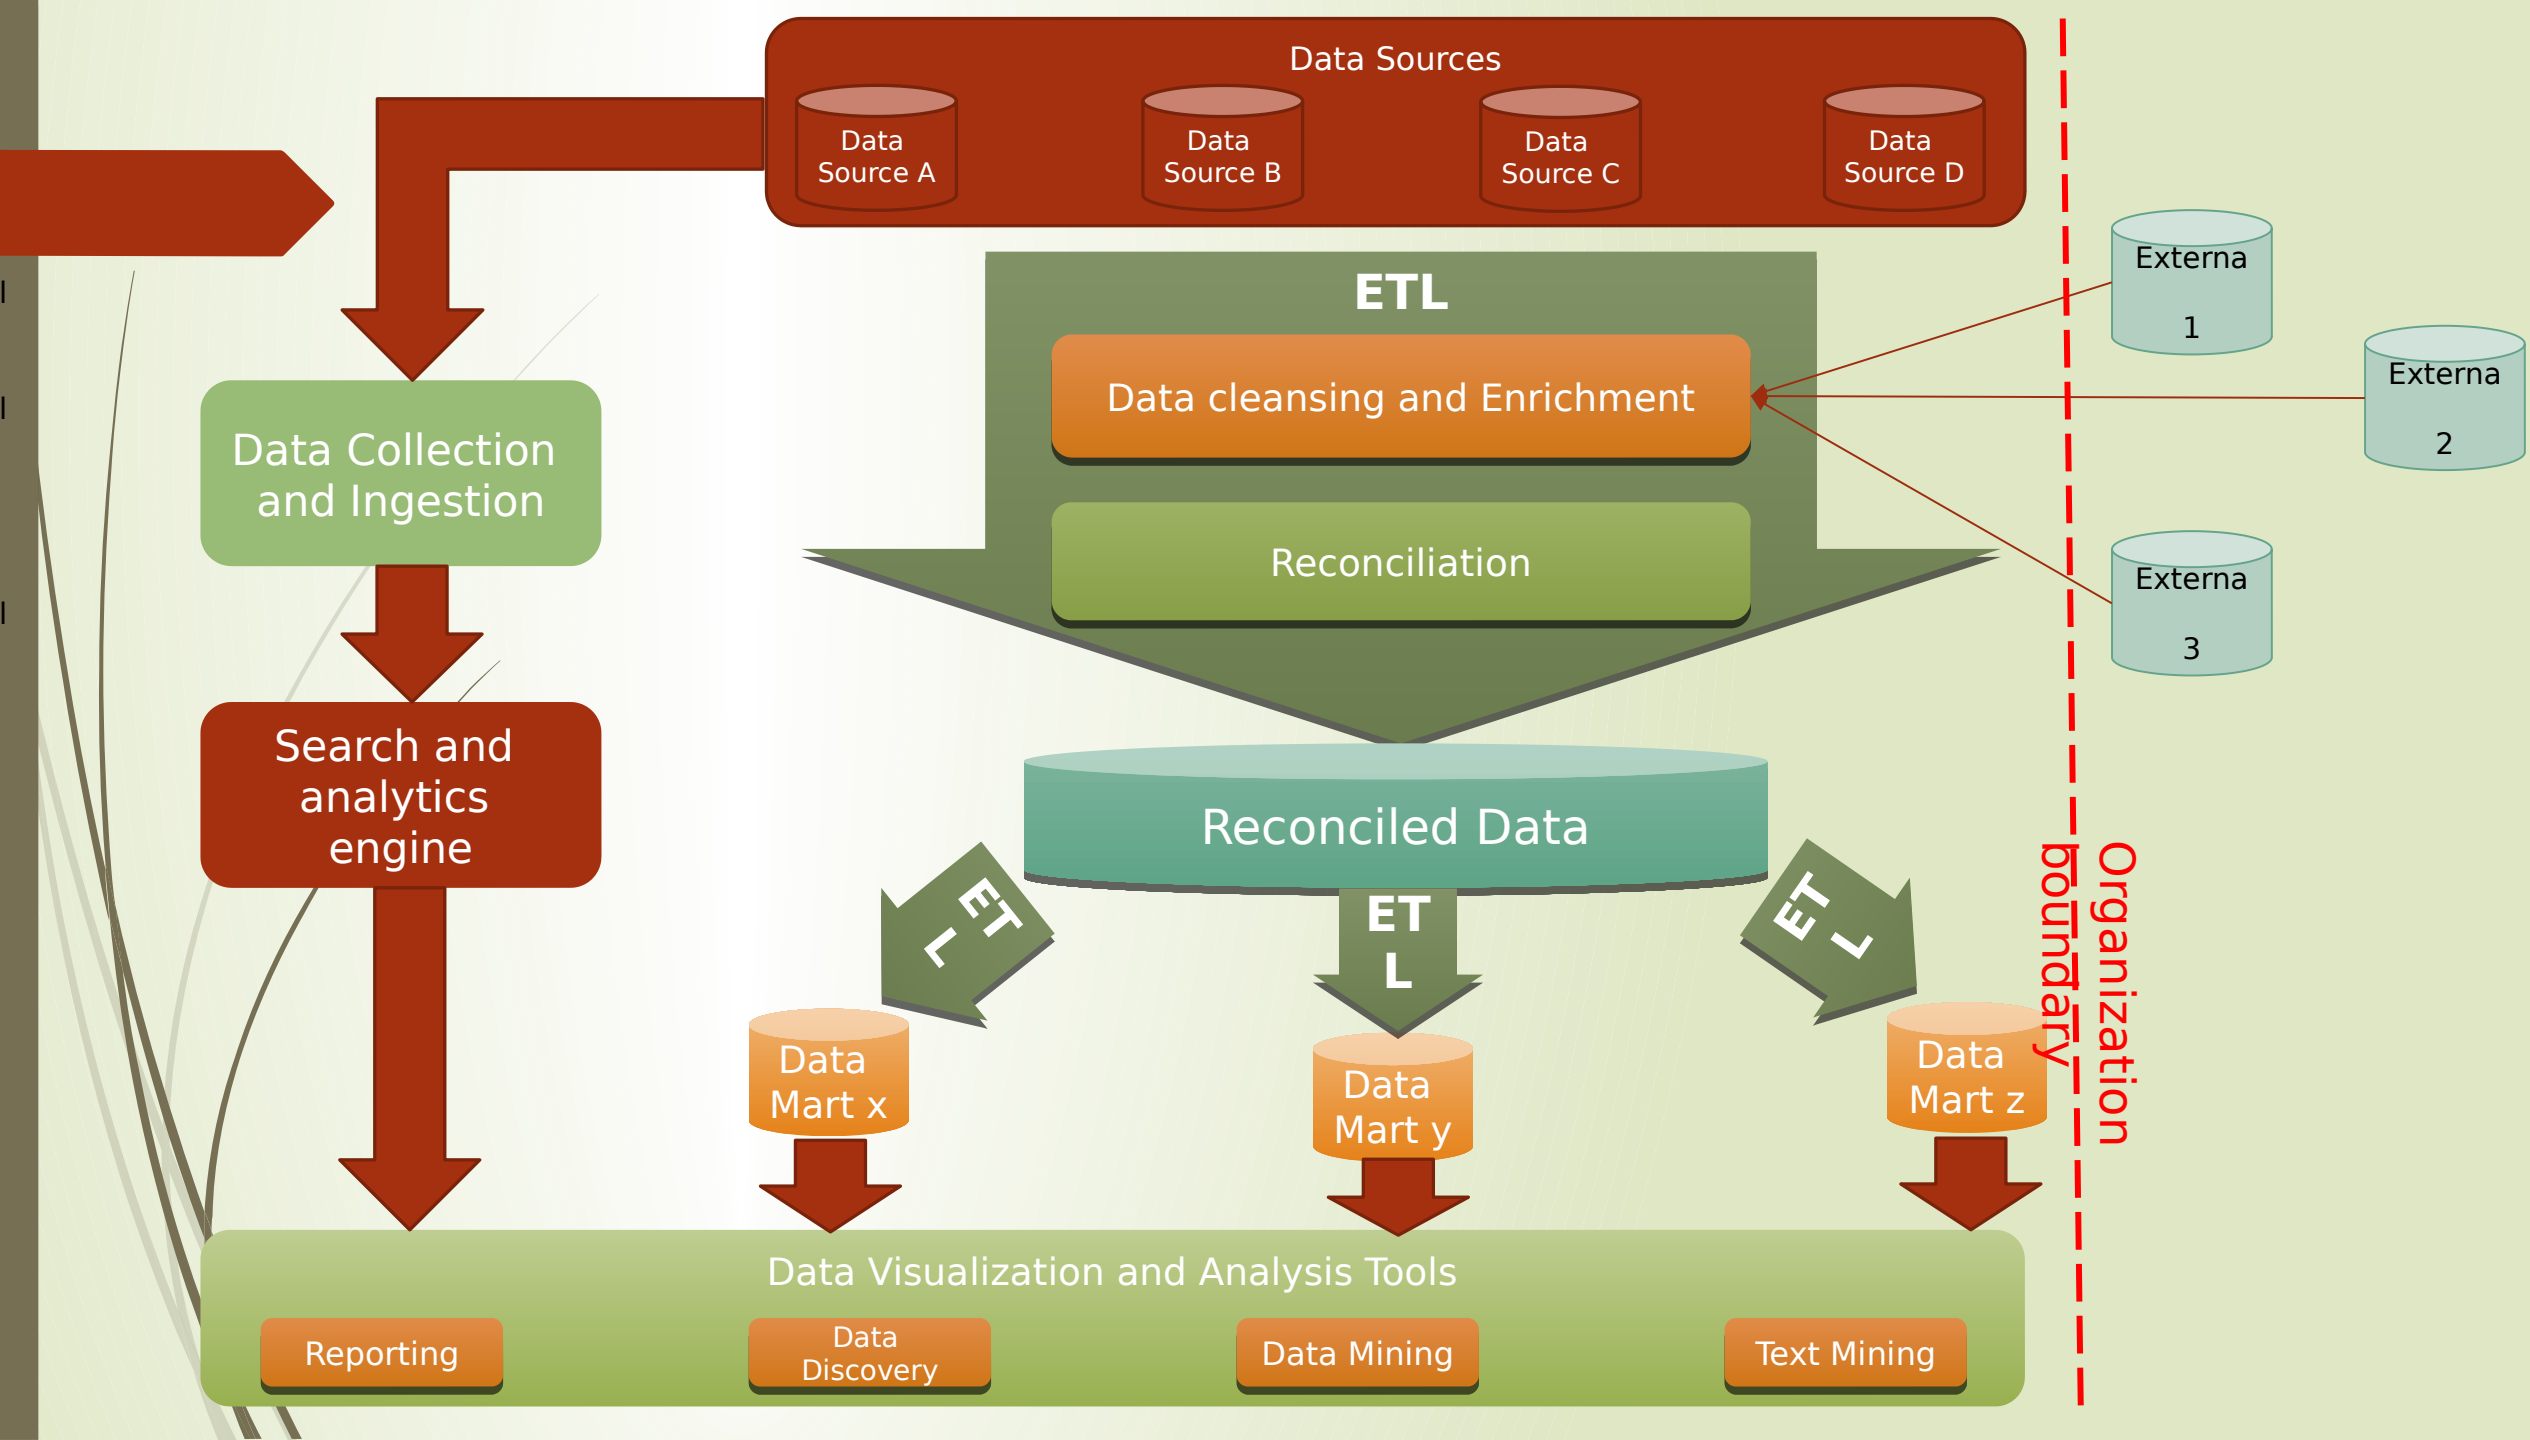 Data Sources
Data
Source A
Data
Source B
Data
Source C
Data
Source D
ETL
Data cleansing and Enrichment
Reconciliation
Externa
1
Externa
2
Externa
3
l
l
l
Data Collection
and Ingestion
Search and
analytics
engine
Reconciled Data
ET
L
ET
L
ET
L
Organization
boundary
Data
Mart x
Data
Mart y
Data
Mart z
Data Visualization and Analysis Tools
Reporting
Data
Discovery
Data Mining
Text Mining